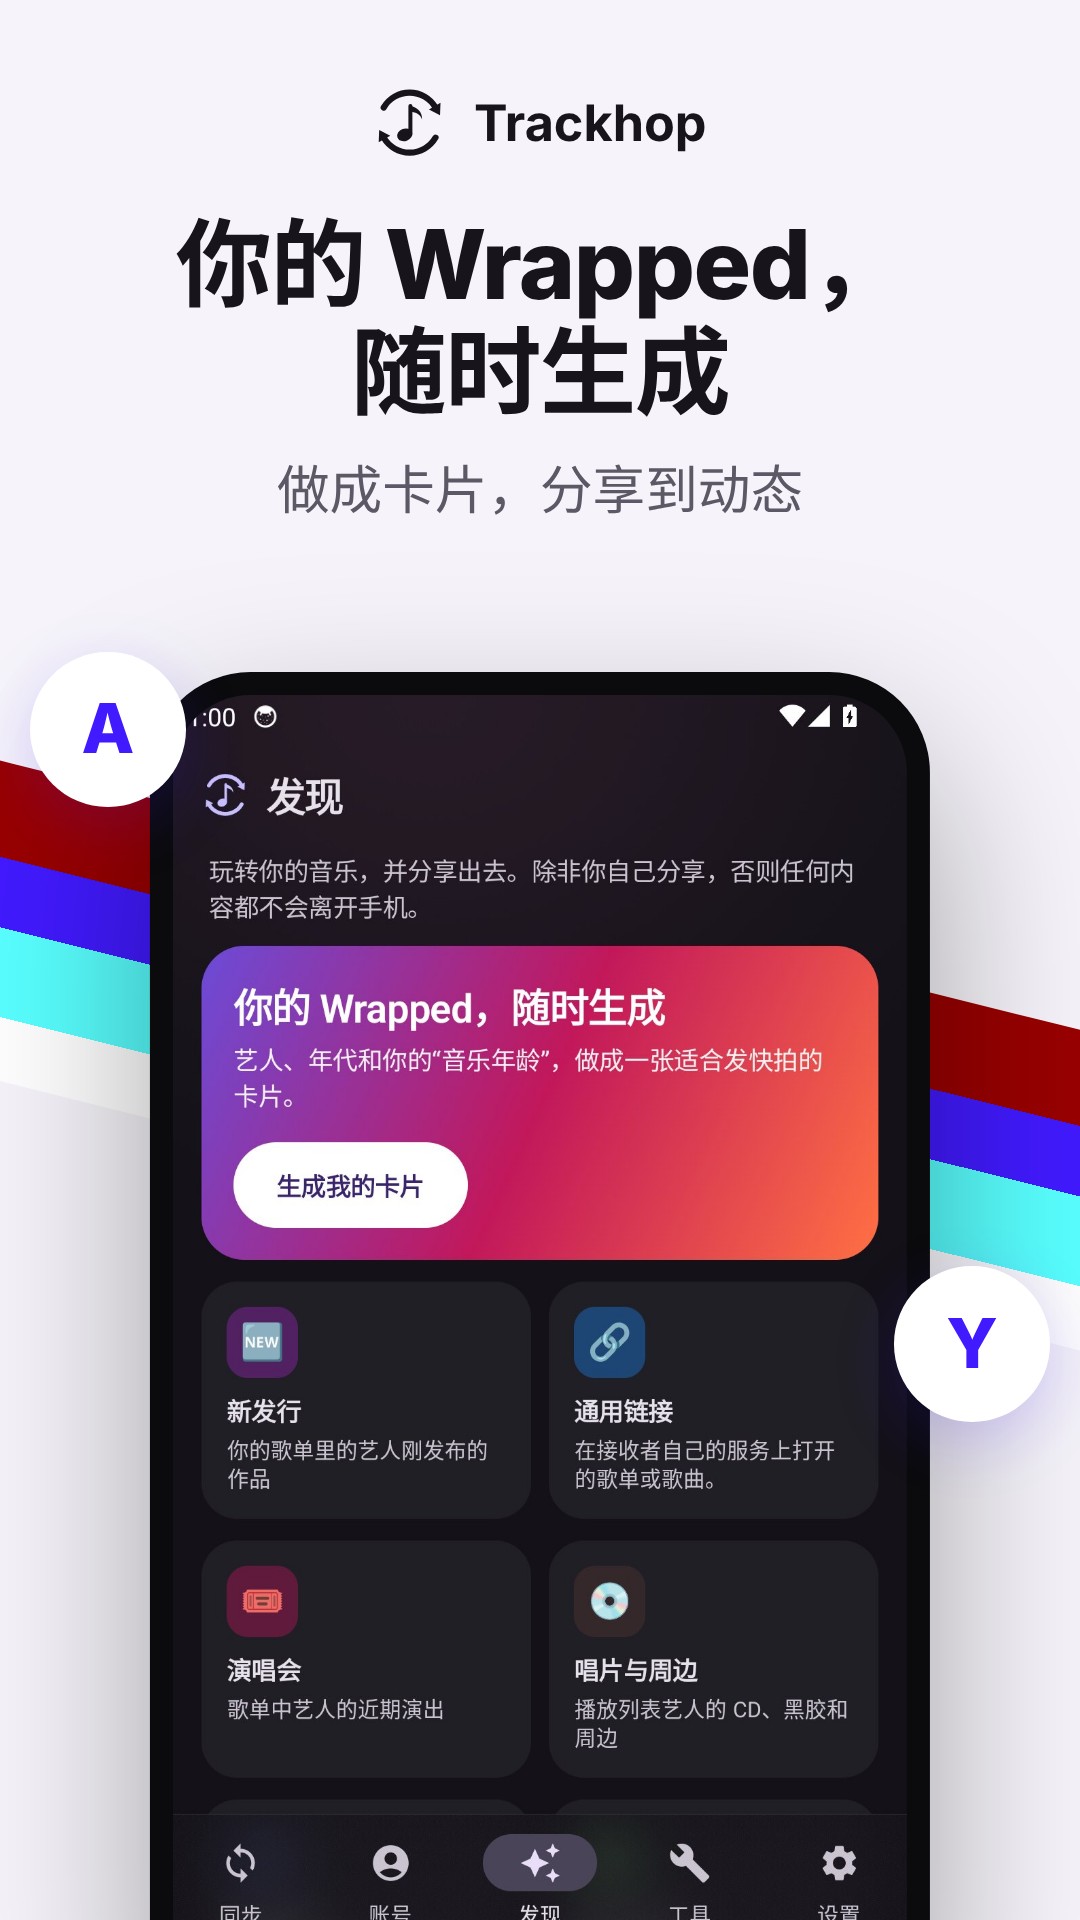 Trackhop
你的 Wrapped，
随时生成
做成卡片，分享到动态
A
:00
发现
玩转你的音乐，并分享出去。除非你自己分享，否则任何内
容都不会离开手机。
你的 Wrapped，随时生成
艺人、年代和你的“音乐年龄”，做成一张适合发快拍的
卡片。
生成我的卡片
NEW
新发行
你的歌单里的艺人刚发布的
作品
通用链接
在接收者自己的服务上打开
的歌单或歌曲。
Y
演唱会
歌单中艺人的近期演出
唱片与周边
播放列表艺人的 CD、黑胶和
周边
同步
账号
发现
工具
设置